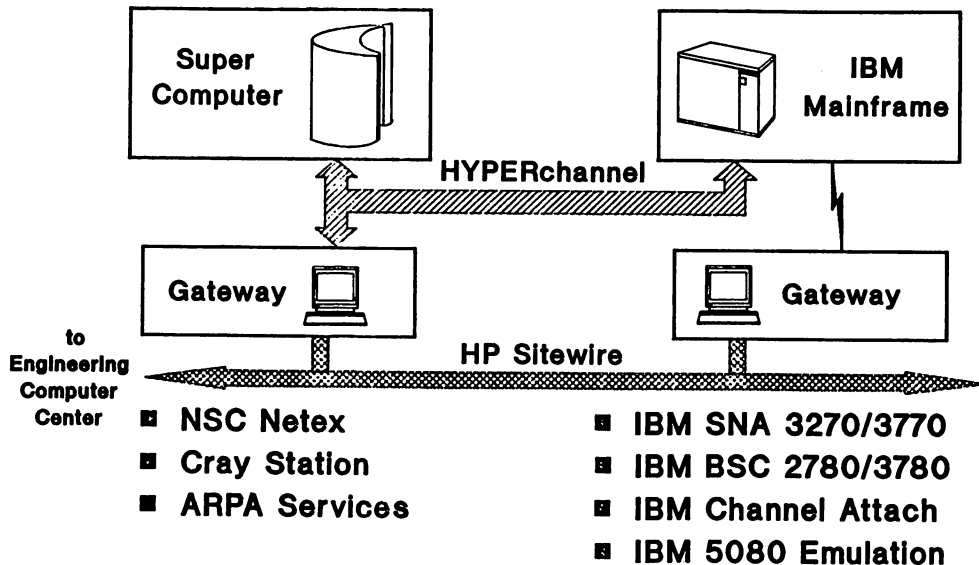 Super
Computer
IBM
Mainframe
HYPERchannel
Gateway
Gateway
to
Engineering
Computer
Center
HP Sitewire
NSC Netex
Cray Station
ARPA Services
IBM SNA 3270/3770
IBM BSC 2780/3780
IBM Channel Attach
IBM 5080 Emulation